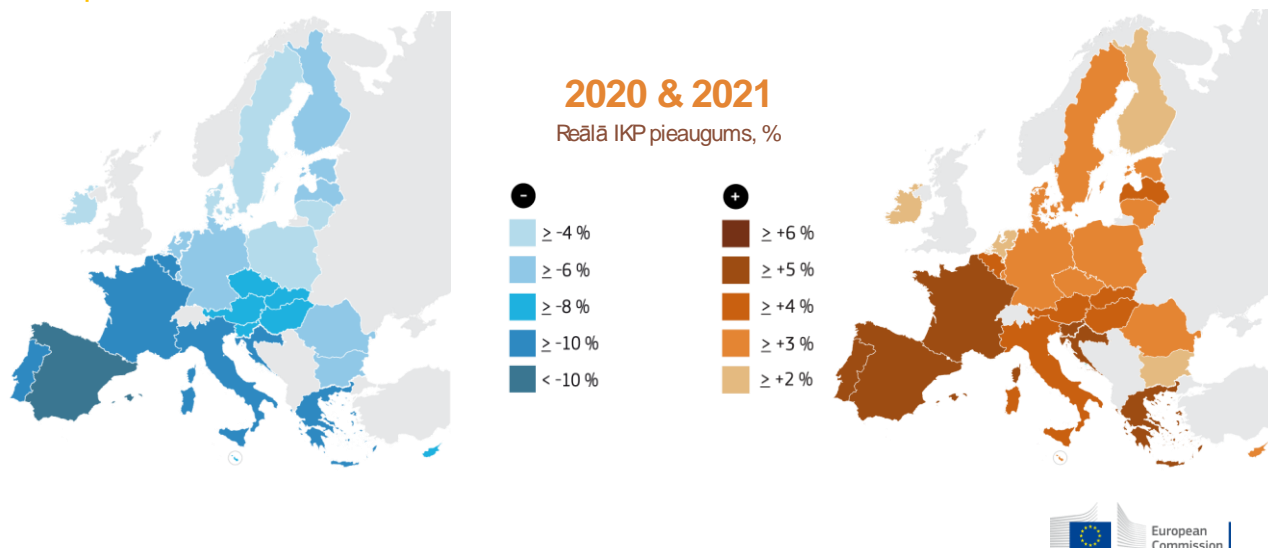 2020 & 2021
Reālā IKP pieaugums, %
-
≥ -4 %
≥ -6 %
≥ -8 %
≥ -10 %
< -10 %
+
≥ +6 %
≥ +5 %
≥ +4 %
≥ +3 %
≥ +2 %
European
Commission